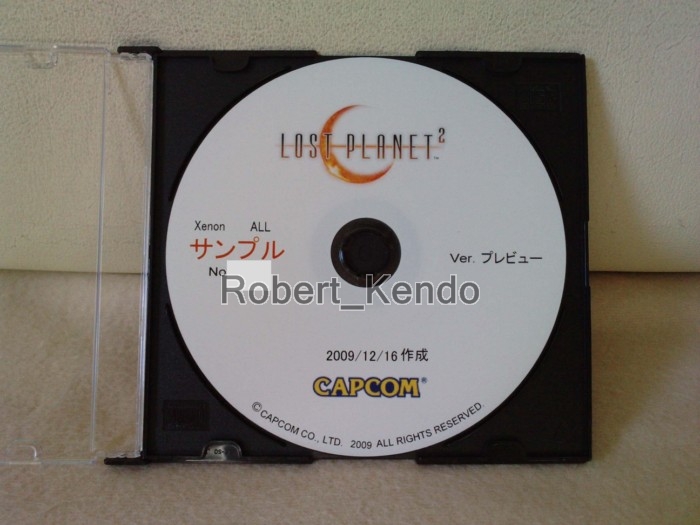 LOST PLANET 2 ™
Xenon ALL
サンプル
Ver. プレビュー
No
Robert_Kendo
2009/12/16 作成
CAPCOM®
©CAPCOM CO., LTD. 2009 ALL RIGHTS RESERVED.